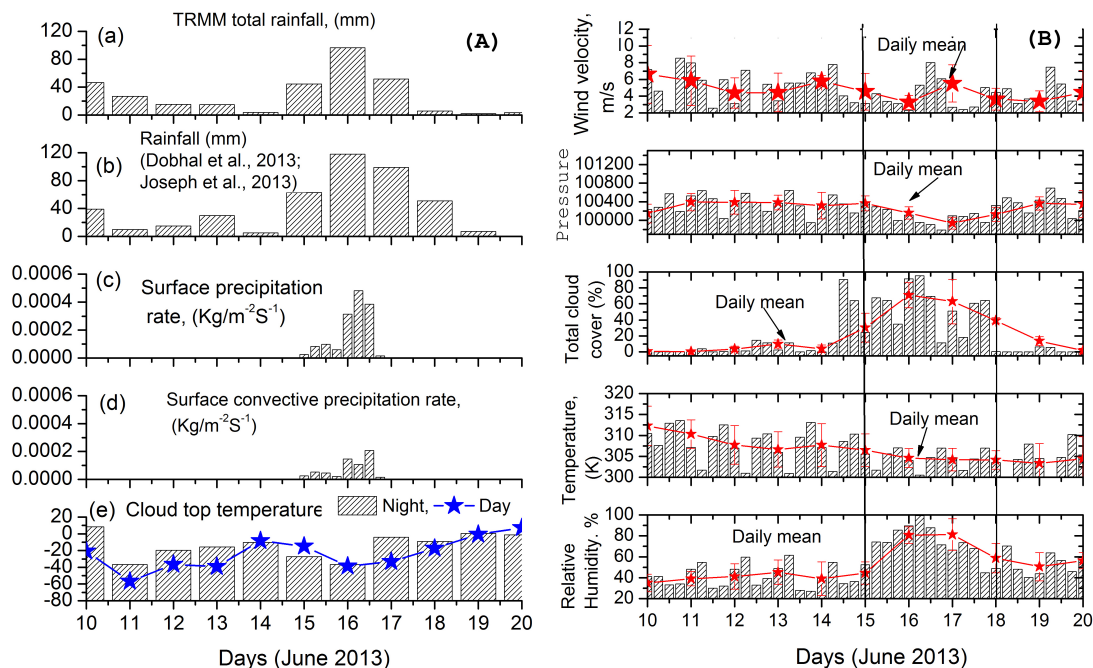 TRMM total rainfall, (mm)
(a)
(A)
120
80
40
0
Rainfall (mm)
(b)
(Dobhal et al., 2013;
Joseph et al., 2013)
120
80
40
0
(c)
0.0006
0.0004
0.0002
0.0000
Surface precipitation
rate, (Kg/m⁻²S⁻¹)
(d)
0.0006
0.0004
0.0002
0.0000
Surface convective precipitation rate,
(Kg/m⁻²S⁻¹)
(e)
Cloud top temperature
Night,
Day
20
0
-20
-40
-60
-80
10 11 12 13 14 15 16 17 18 19 20
Days (June 2013)
(B)
Wind velocity,
m/s
12
10
8
6
4
2
Daily mean
Pressure
101200
100800
100400
100000
Daily mean
Total cloud
cover (%)
100
80
60
40
20
0
Daily mean
Temperature,
(K)
320
315
310
305
300
Daily mean
Relative
Humidity. %
100
80
60
40
20
Daily mean
10 11 12 13 14 15 16 17 18 19 20
Days (June 2013)